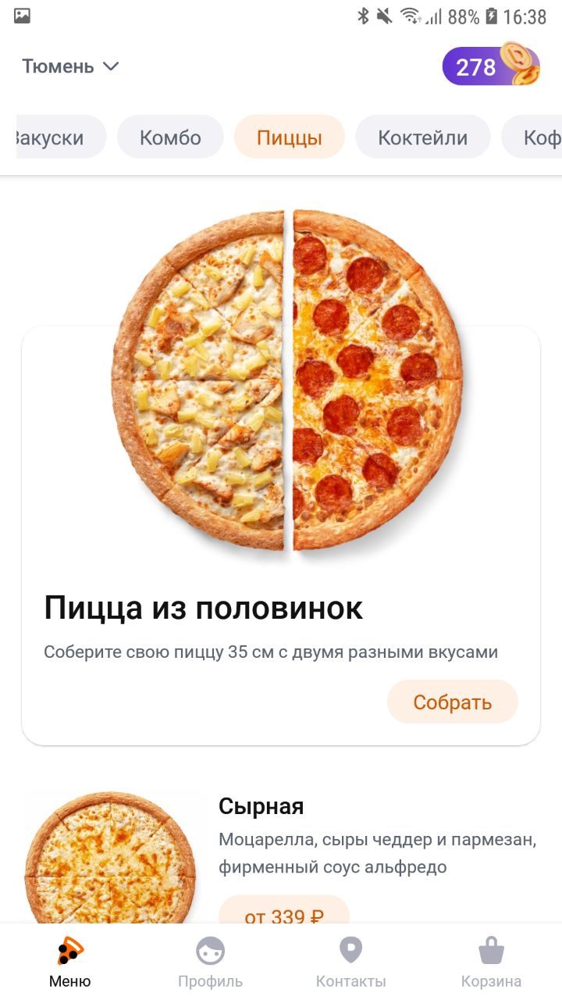 88% 16:38
Тюмень 278
Закуски Комбо Пиццы Коктейли Коф
Пицца из половинок
Соберите свою пиццу 35 см с двумя разными вкусами
Собрать
Сырная
Моцарелла, сыры чеддер и пармезан,
фирменный соус альфредо
от 339 ₽
Меню Профиль Контакты Корзина